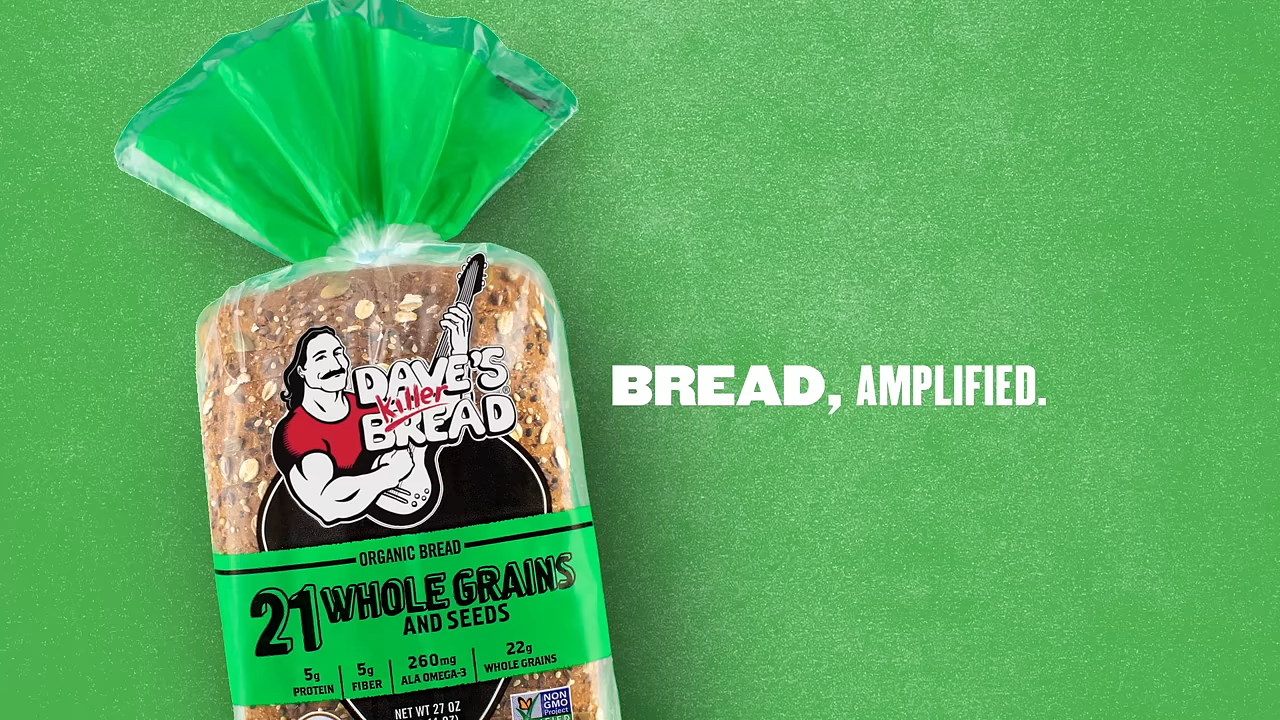 DAVE'S
killer
BREAD®
BREAD, AMPLIFIED.
ORGANIC BREAD
21 WHOLE GRAINS
AND SEEDS
5g PROTEIN
5g FIBER
260mg ALA OMEGA-3
22g WHOLE GRAINS
NET WT 27 OZ
NON
GMO
Project